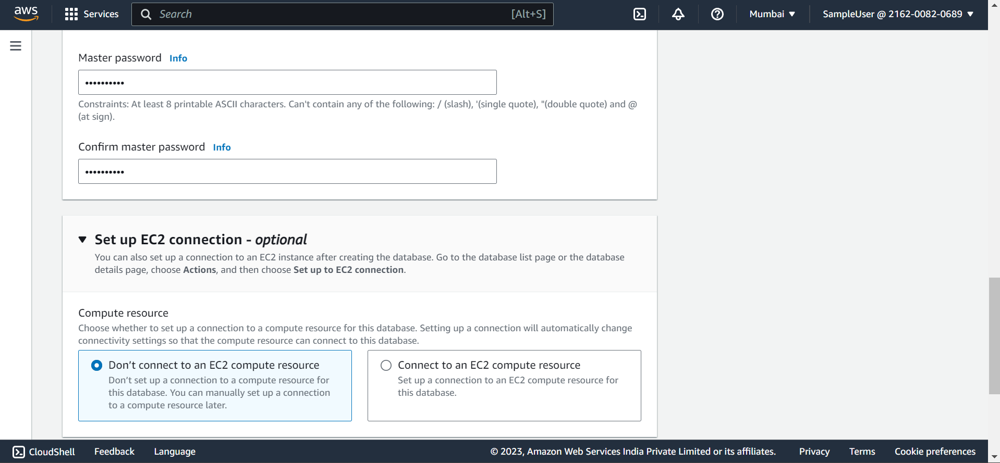 aws
Services
Search
[Alt+S]
Mumbai
SampleUser @ 2162-0082-0689
Master password Info
••••••••••
Constraints: At least 8 printable ASCII characters. Can't contain any of the following: / (slash), '(single quote), "(double quote) and @
(at sign).
Confirm master password Info
••••••••••
Set up EC2 connection - optional
You can also set up a connection to an EC2 instance after creating the database. Go to the database list page or the database
details page, choose Actions, and then choose Set up to EC2 connection.
Compute resource
Choose whether to set up a connection to a compute resource for this database. Setting up a connection will automatically change
connectivity settings so that the compute resource can connect to this database.
Don’t connect to an EC2 compute resource
Don’t set up a connection to a compute resource for
this database. You can manually set up a connection
to a compute resource later.
Connect to an EC2 compute resource
Set up a connection to an EC2 compute resource for
this database.
CloudShell
Feedback
Language
© 2023, Amazon Web Services India Private Limited or its affiliates.
Privacy
Terms
Cookie preferences